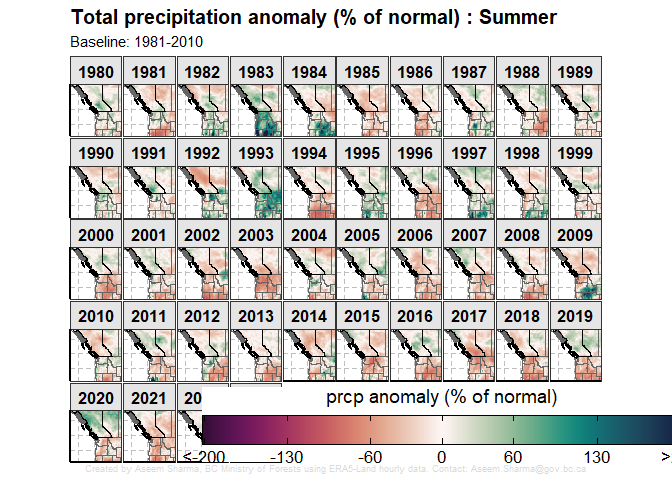 Total precipitation anomaly (% of normal) : Summer
Baseline: 1981-2010
1980 1981 1982 1983 1984 1985 1986 1987 1988 1989
1990 1991 1992 1993 1994 1995 1996 1997 1998 1999
2000 2001 2002 2003 2004 2005 2006 2007 2008 2009
2010 2011 2012 2013 2014 2015 2016 2017 2018 2019
2020 2021 20
prcp anomaly (% of normal)
<-200 -130 -60 0 60 130 >
Created by Aseem Sharma, BC Ministry of Forests using ERA5-Land hourly data. Contact: Aseem.Sharma@gov.bc.ca